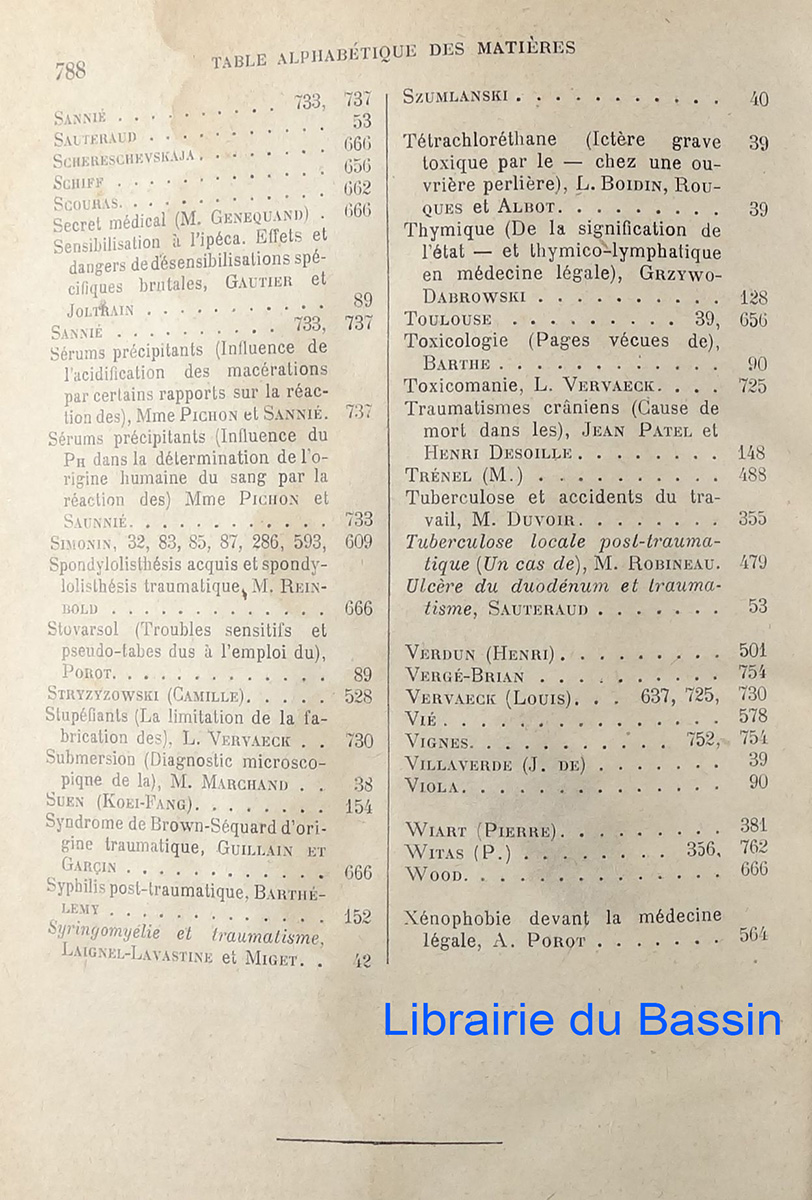 788
TABLE ALPHABÉTIQUE DES MATIÈRES
SANNIÉ . . . . . . . . . . 733, 737
SAUTERAUD . . . . . . . . . . 53
SCHERESCHEVSKAJA . . . . . . . 666
SCHIFF . . . . . . . . . . . 656
SCOURAS. . . . . . . . . . . 662
Secret médical (M. GENEQUAND) . 666
Sensibilisation à l'ipéca. Effets et
dangers de désensibilisations spé-
cifiques brutales, GAUTIER et
JOLTRAIN . . . . . . . . . . 89
SANNIÉ . . . . . . . . . . 733, 737
Sérums précipitants (Influence de
l'acidification des macérations
par certains rapports sur la réac-
tion des), Mme PICHON et SANNIÉ. 737
Sérums précipitants (Influence du
PH dans la détermination de l'o-
rigine humaine du sang par la
réaction des) Mme PICHON et
SAUNNIÉ. . . . . . . . . . . . 733
SIMONIN, 32, 83, 85, 87, 286, 593, 609
Spondylolisthésis acquis et spondy-
lolisthésis traumatique, M. REIN-
BOLD . . . . . . . . . . . . 666
Stovarsol (Troubles sensitifs et
pseudo-tabes dus à l'emploi du),
POROT. . . . . . . . . . . . 89
STRYZYZOWSKI (CAMILLE). . . . . 528
Stupéfiants (La limitation de la fa-
brication des), L. VERVAECK . . 730
Submersion (Diagnostic microsco-
pique de la), M. MARCHAND . . 38
SUEN (KOEI-FANG). . . . . . . . 154
Syndrome de Brown-Séquard d'ori-
gine traumatique, GUILLAIN ET
GARÇIN . . . . . . . . . . . . 666
Syphilis post-traumatique, BARTHÉ-
LEMY . . . . . . . . . . . . 152
Syringomyélie et traumatisme,
LAIGNEL-LAVASTINE et MIGET. . 42
SZUMLANSKI . . . . . . . . . . . 40
Tétrachloréthane (Ictère grave 39
toxique par le — chez une ou-
vrière perlière), L. BOIDIN, ROU-
QUES et ALBOT. . . . . . . . . 39
Thymique (De la signification de
l'état — et thymico-lymphatique
en médecine légale), GRZYWO-
DABROWSKI . . . . . . . . . . 128
TOULOUSE . . . . . . . . . 39, 656
Toxicologie (Pages vécues de),
BARTHE . . . . . . . . . . . . 90
Toxicomanie, L. VERVAECK. . . . 725
Traumatismes crâniens (Cause de
mort dans les), JEAN PATEL et
HENRI DESOILLE. . . . . . . . 148
TRÉNEL (M.) . . . . . . . . . . 488
Tuberculose et accidents du tra-
vail, M. DUVOIR. . . . . . . . 355
Tuberculose locale post-trauma-
tique (Un cas de), M. ROBINEAU. 479
Ulcère du duodénum et trauma-
tisme, SAUTERAUD . . . . . . . 53
VERDUN (HENRI) . . . . . . . . . 501
VERGÉ-BRIAN . . . . . . . . . . 754
VERVAECK (LOUIS). . . 637, 725, 730
VIÉ . . . . . . . . . . . . . . . 578
VIGNES. . . . . . . . . . . 752, 754
VILLAVERDE (J. DE) . . . . . . . 39
VIOLA. . . . . . . . . . . . . . 90
WIART (PIERRE). . . . . . . . . 381
WITAS (P.) . . . . . . . . . 356, 762
WOOD. . . . . . . . . . . . . . 666
Xénophobie devant la médecine
légale, A. POROT . . . . . . . 564
Librairie du Bassin